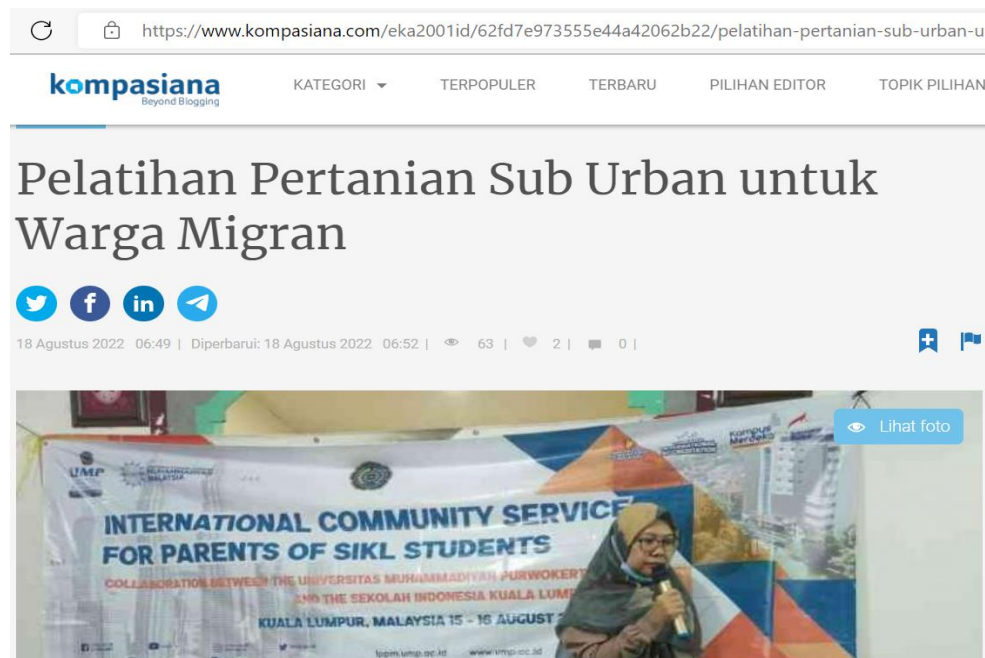 https://www.kompasiana.com/eka2001id/62fd7e973555e44a42062b22/pelatihan-pertanian-sub-urban-u
kompasiana
Beyond Blogging
KATEGORI
TERPOPULER
TERBARU
PILIHAN EDITOR
TOPIK PILIHAN
Pelatihan Pertanian Sub Urban untuk
Warga Migran
18 Agustus 2022 06:49 | Diperbarui: 18 Agustus 2022 06:52 | 63 | 2 | 0 |
Lihat foto
UMP
MUHAMMADIYAH
MALAYSIA
Kampus
Merdeka
INTERNATIONAL COMMUNITY SERVICE
FOR PARENTS OF SIKL STUDENTS
COLLABORATION BETWEEN THE UNIVERSITAS MUHAMMADIYAH PURWOKERT
AND THE SEKOLAH INDONESIA KUALA LUM
KUALA LUMPUR, MALAYSIA 15 - 16 AUGUST
lppm.ump.ac.id www.ump.ac.id